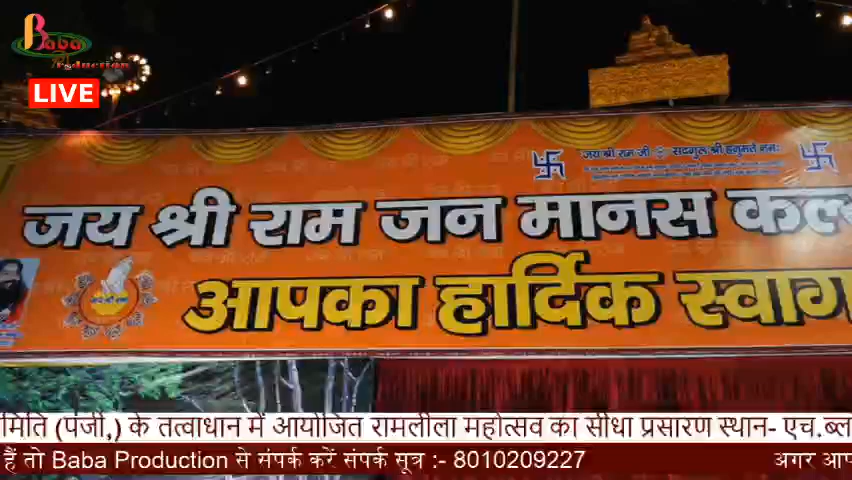 Baba
Production
LIVE
जय श्री राम जी सदगुरु श्री हनुमते नमः
जय श्री राम जन मानस कल
आपका हार्दिक स्वाग
मिति (पंजी,) के तत्वाधान में आयोजित रामलीला महोत्सव का सीधा प्रसारण स्थान- एच.ब्ल
हैं तो Baba Production से संपर्क करें संपर्क सूत्र :- 8010209227 अगर आप